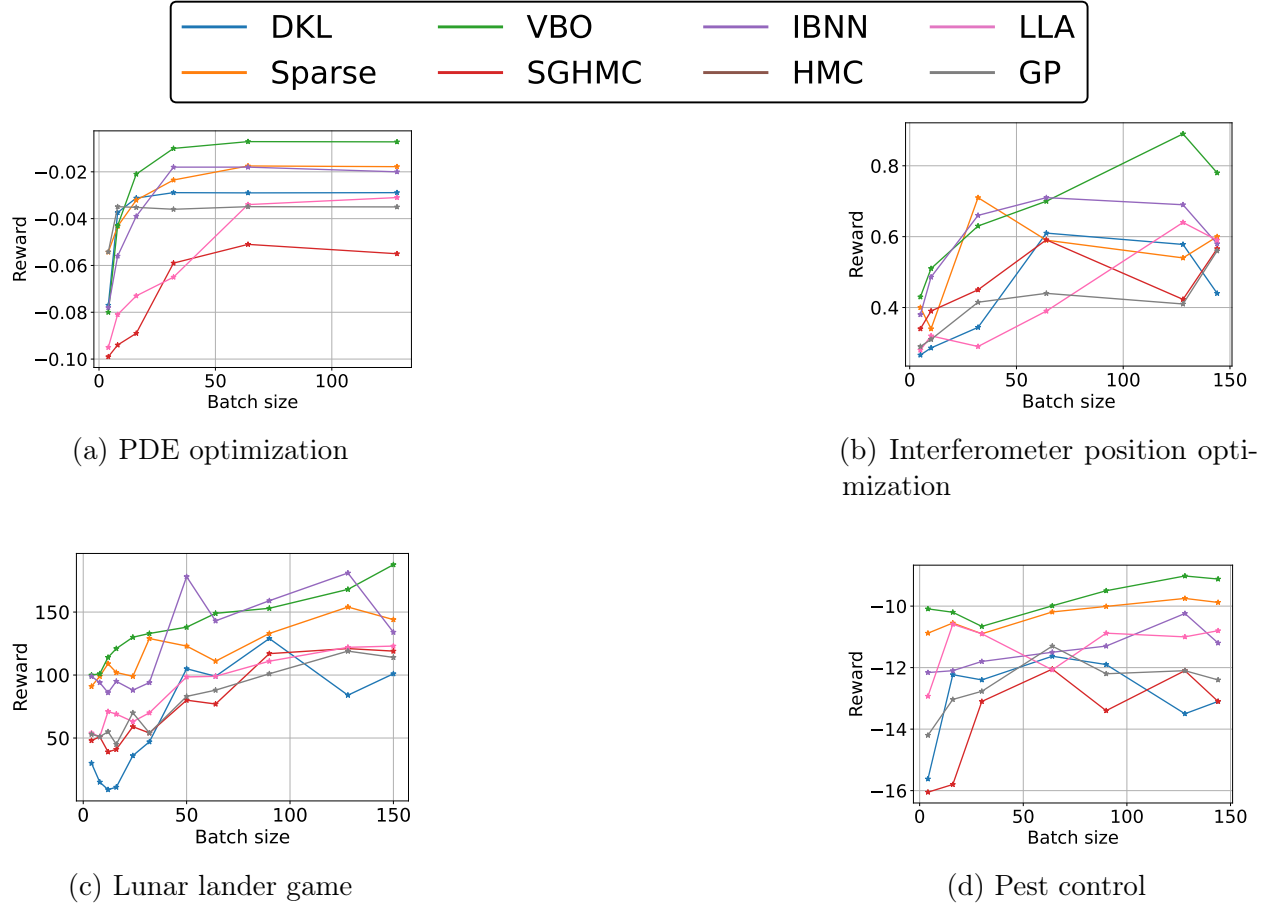 DKL VBO IBNN LLA
Sparse SGHMC HMC GP
−0.02
−0.04
−0.06
−0.08
−0.10
Reward
0 50 100
Batch size
(a) PDE optimization
0.8
0.6
0.4
Reward
0 50 100 150
Batch size
(b) Interferometer position opti-
mization
150
100
50
Reward
0 50 100 150
Batch size
(c) Lunar lander game
−10
−12
−14
−16
Reward
0 50 100 150
Batch size
(d) Pest control